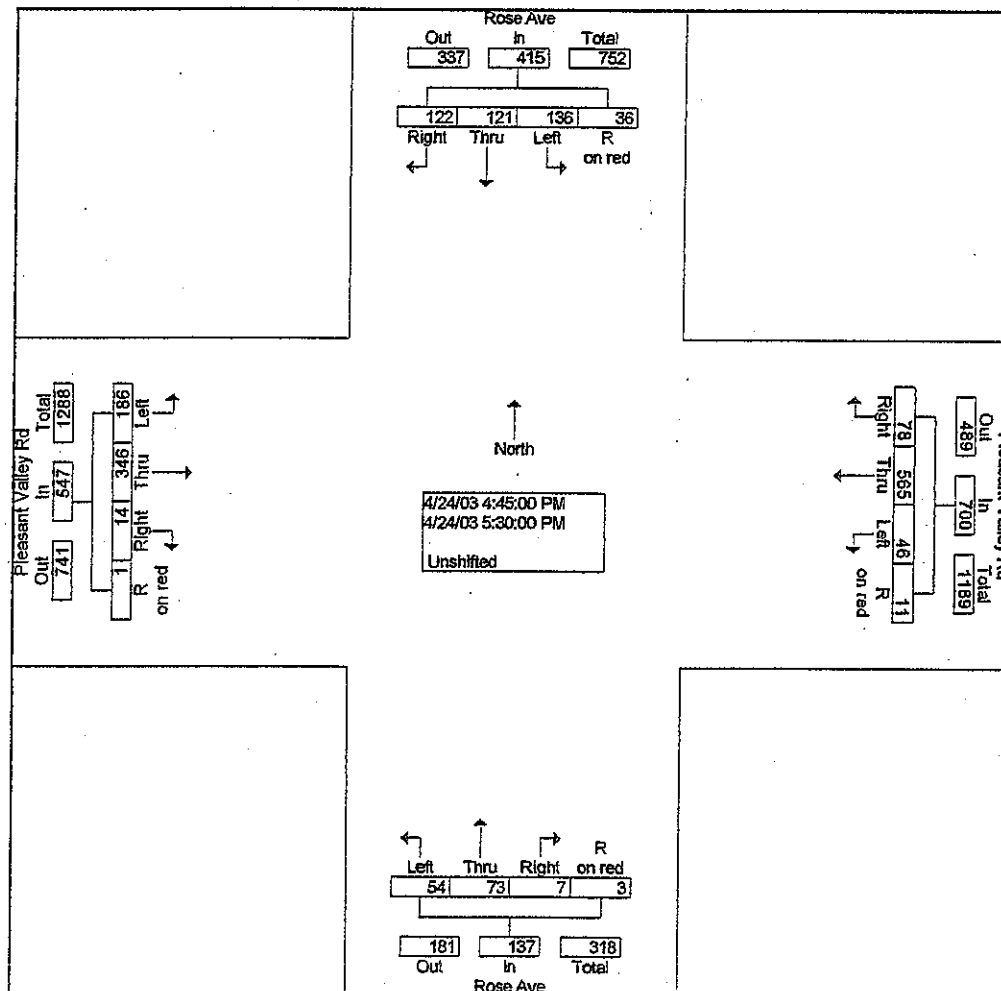 Rose Ave
Out In Total
337 415 752
122 121 136 36
Right Thru Left R
on red
Pleasant Valley Rd
Total In Out
1288 547 741
186 346 14 1
Left Thru Right R
on red
North
4/24/03 4:45:00 PM
4/24/03 5:30:00 PM
Unshifted
Right Thru Left R
on red
78 565 46 11
Out In Total
489 700 1189
Left Thru Right R
on red
54 73 7 3
181 137 318
Out In Total
Rose Ave